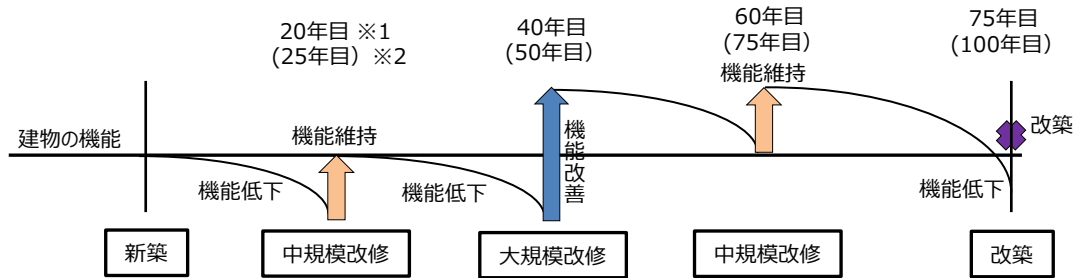 20年目 ※1
(25年目）※2
40年目
(50年目)
60年目
(75年目）
75年目
(100年目)
機能維持
建物の機能
機能維持
機能改善
改築
機能低下
機能低下
機能低下
新築
中規模改修
大規模改修
中規模改修
改築